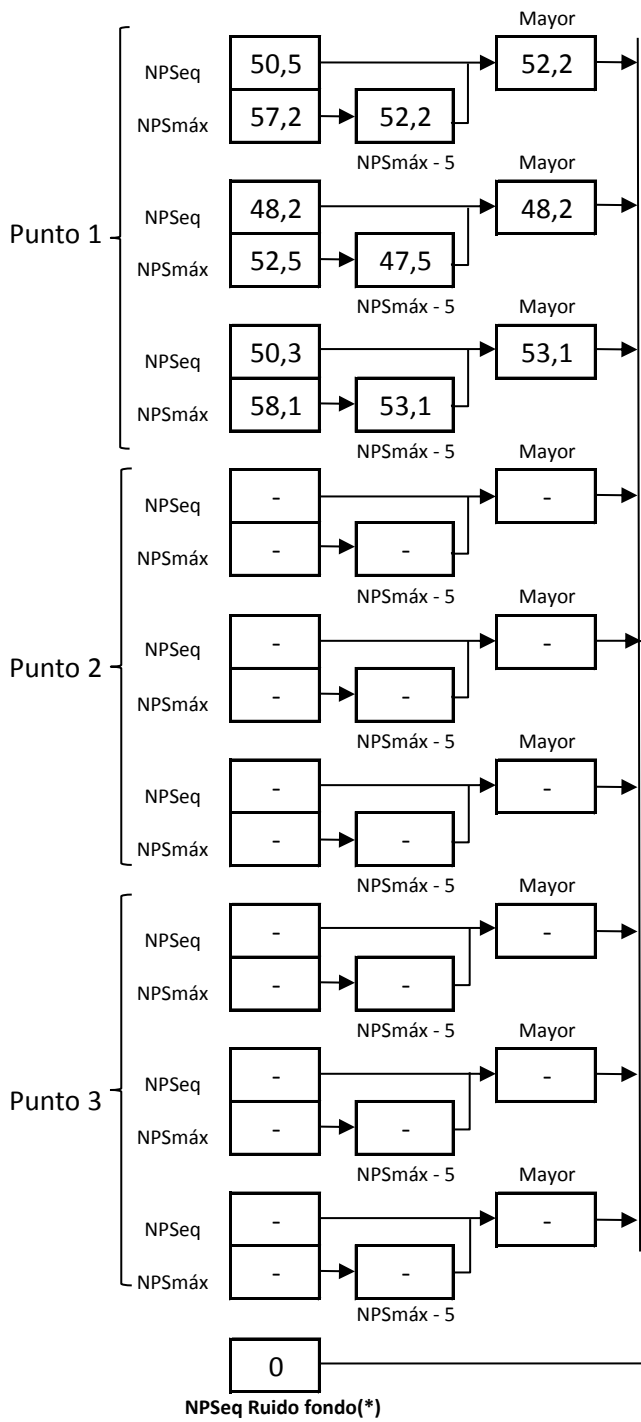 Mayor
NPSeq 50,5 52,2
NPSmáx 57,2 52,2
NPSmáx - 5
Mayor
Punto 1
NPSeq 48,2 48,2
NPSmáx 52,5 47,5
NPSmáx - 5
Mayor
NPSeq 50,3 53,1
NPSmáx 58,1 53,1
NPSmáx - 5
Mayor
NPSeq - -
NPSmáx - -
NPSmáx - 5
Mayor
Punto 2
NPSeq - -
NPSmáx - -
NPSmáx - 5
Mayor
NPSeq - -
NPSmáx - -
NPSmáx - 5
Mayor
NPSeq - -
NPSmáx - -
NPSmáx - 5
Mayor
Punto 3
NPSeq - -
NPSmáx - -
NPSmáx - 5
Mayor
NPSeq - -
NPSmáx - -
NPSmáx - 5
0
NPSeq Ruido fondo(*)